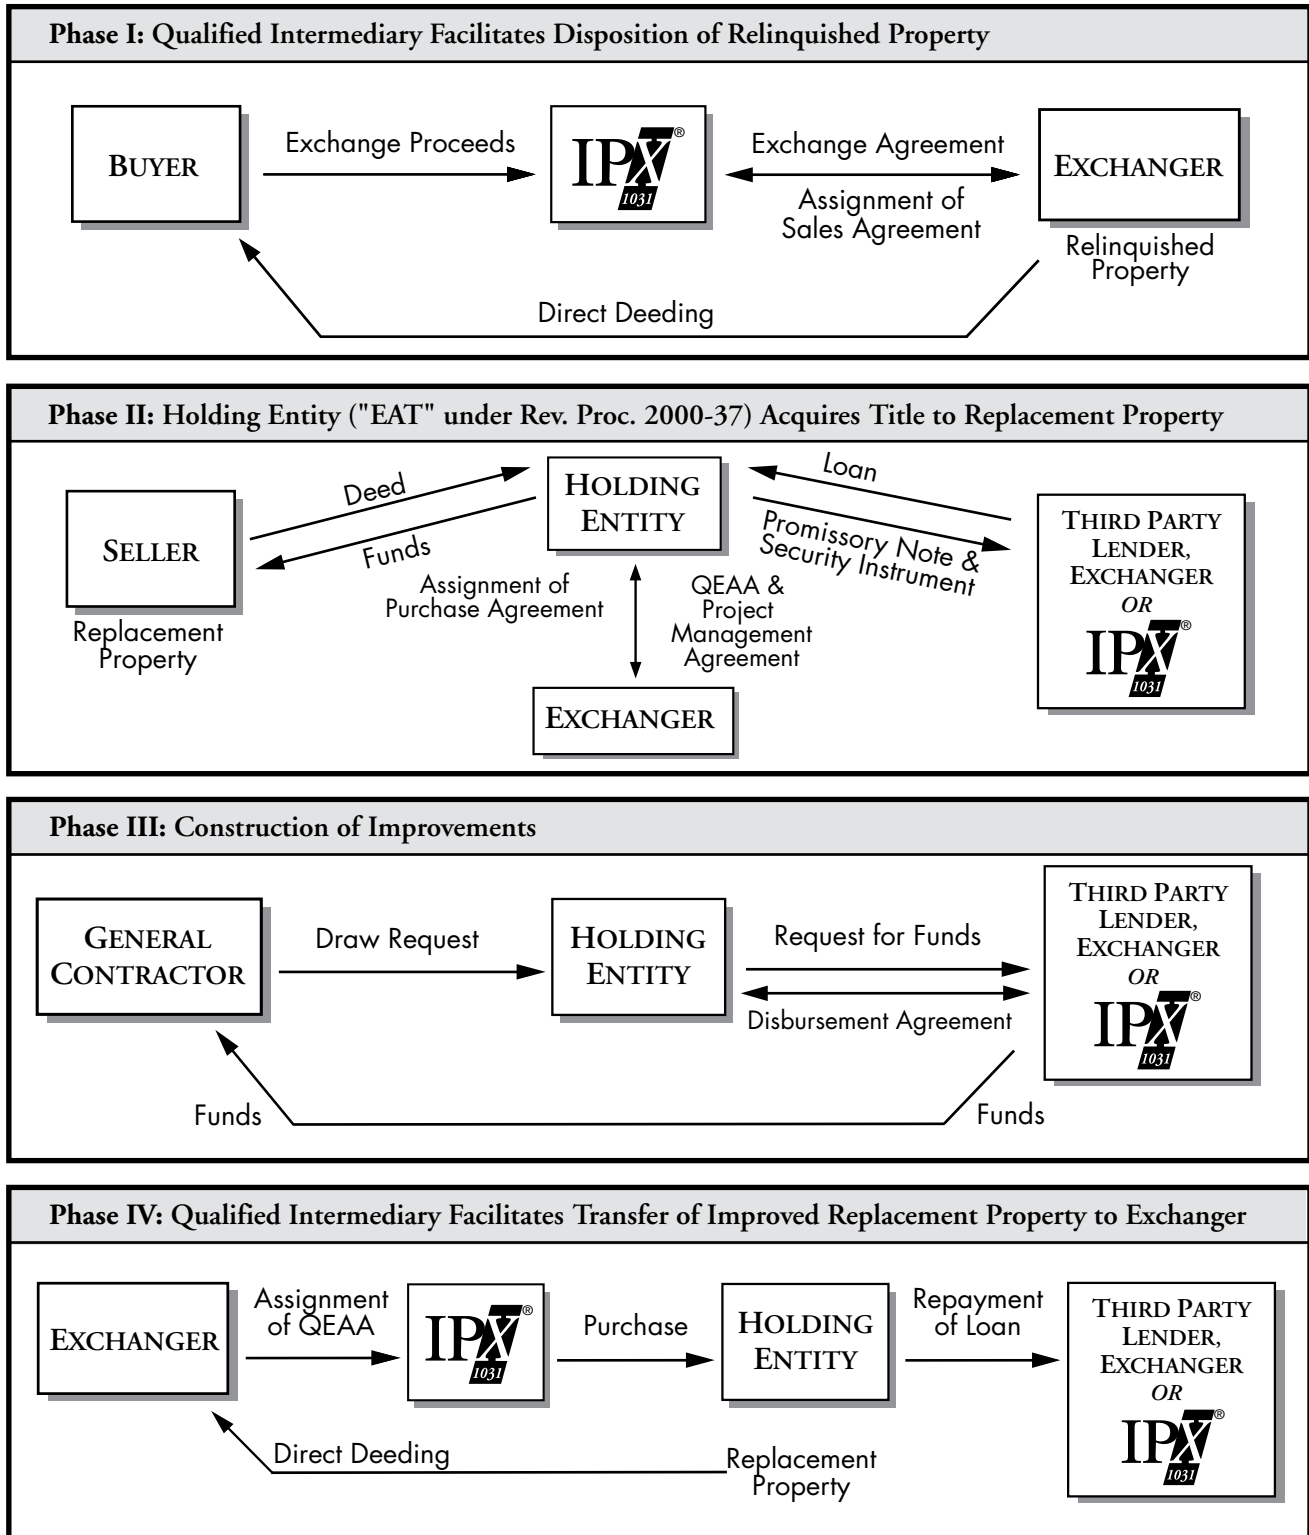 Phase I: Qualified Intermediary Facilitates Disposition of Relinquished Property
BUYER
Exchange Proceeds
IPX®
1031
Exchange Agreement
Assignment of
Sales Agreement
EXCHANGER
Relinquished
Property
Direct Deeding
Phase II: Holding Entity ("EAT" under Rev. Proc. 2000-37) Acquires Title to Replacement Property
SELLER
Replacement
Property
Deed
Funds
HOLDING
ENTITY
Assignment of
Purchase Agreement
QEAA &
Project
Management
Agreement
EXCHANGER
Loan
Promissory Note &
Security Instrument
THIRD PARTY
LENDER,
EXCHANGER
OR
IPX®
1031
Phase III: Construction of Improvements
GENERAL
CONTRACTOR
Draw Request
HOLDING
ENTITY
Request for Funds
Disbursement Agreement
THIRD PARTY
LENDER,
EXCHANGER
OR
IPX®
1031
Funds
Funds
Phase IV: Qualified Intermediary Facilitates Transfer of Improved Replacement Property to Exchanger
EXCHANGER
Assignment
of QEAA
IPX®
1031
Purchase
HOLDING
ENTITY
Repayment
of Loan
THIRD PARTY
LENDER,
EXCHANGER
OR
IPX®
1031
Direct Deeding
Replacement
Property